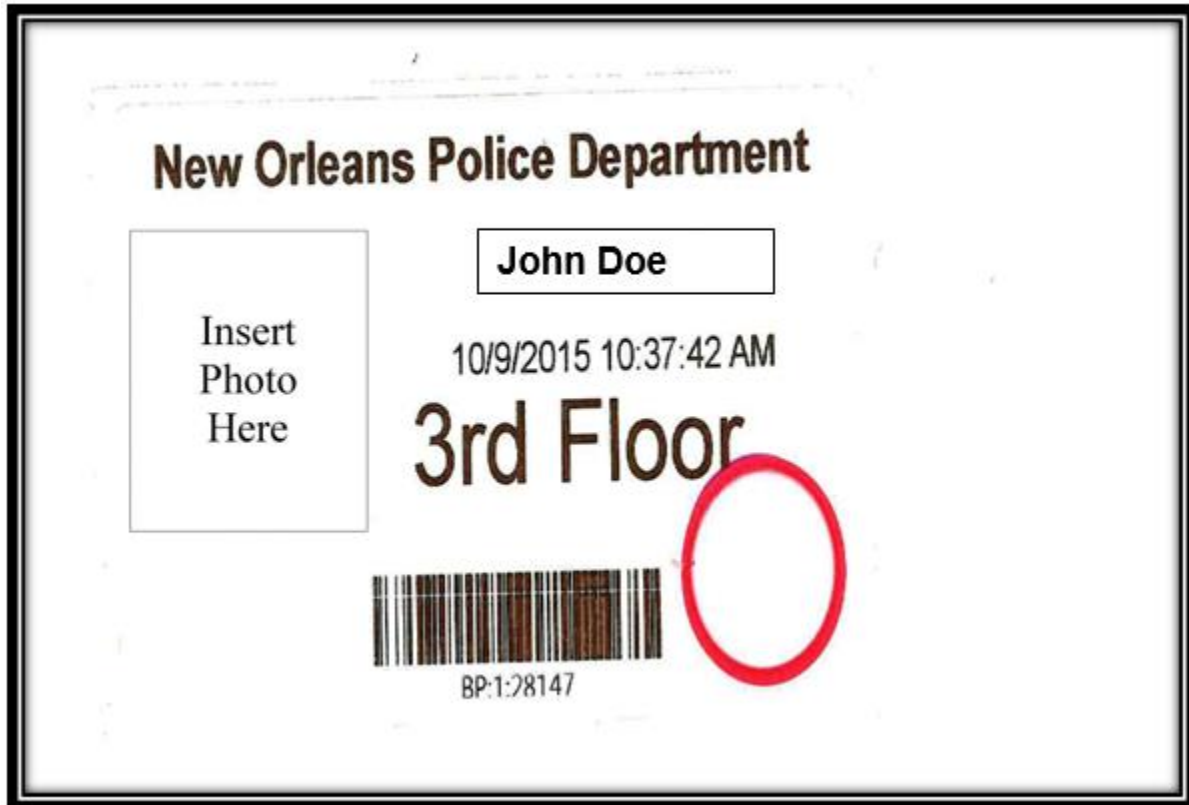 New Orleans Police Department
John Doe
Insert
Photo
Here
10/9/2015 10:37:42 AM
3rd Floor
BP:1:28147